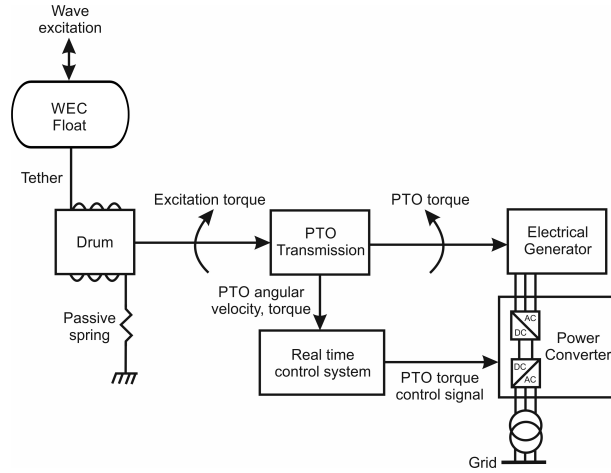 Wave
excitation
WEC
Float
Tether
Excitation torque
PTO torque
Drum
PTO
Transmission
Electrical
Generator
PTO angular
velocity, torque
Passive
spring
AC
DC
Power
Converter
Real time
control system
DC
AC
PTO torque
control signal
Grid